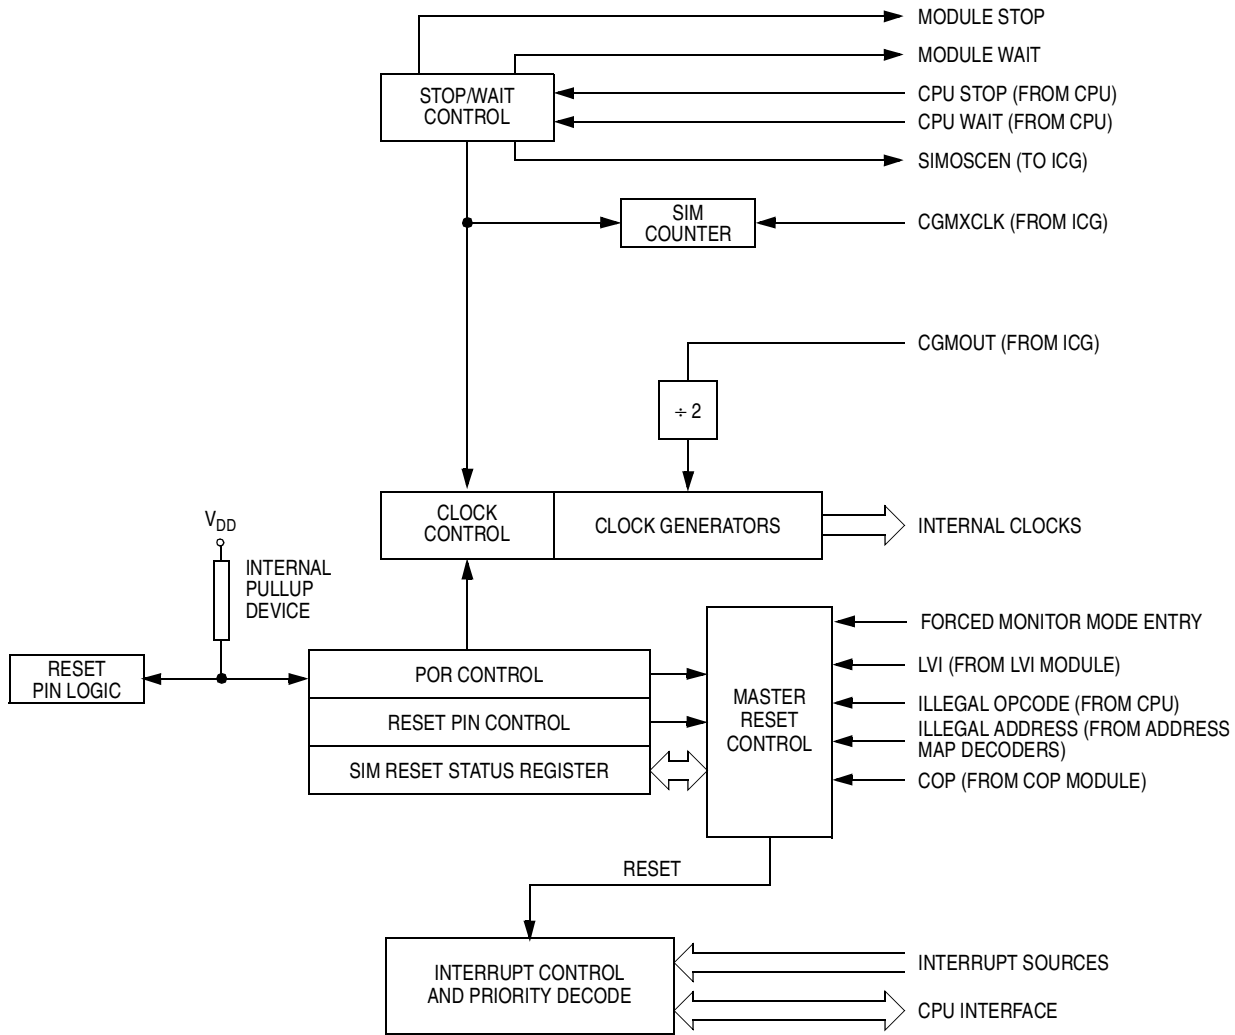 MODULE STOP
MODULE WAIT
STOP/WAIT
CONTROL
CPU STOP (FROM CPU)
CPU WAIT (FROM CPU)
SIMOSCEN (TO ICG)
SIM
COUNTER
CGMXCLK (FROM ICG)
CGMOUT (FROM ICG)
÷ 2
CLOCK
CONTROL
CLOCK GENERATORS
INTERNAL CLOCKS
VDD
INTERNAL
PULLUP
DEVICE
RESET
PIN LOGIC
POR CONTROL
RESET PIN CONTROL
SIM RESET STATUS REGISTER
MASTER
RESET
CONTROL
FORCED MONITOR MODE ENTRY
LVI (FROM LVI MODULE)
ILLEGAL OPCODE (FROM CPU)
ILLEGAL ADDRESS (FROM ADDRESS
MAP DECODERS)
COP (FROM COP MODULE)
RESET
INTERRUPT CONTROL
AND PRIORITY DECODE
INTERRUPT SOURCES
CPU INTERFACE